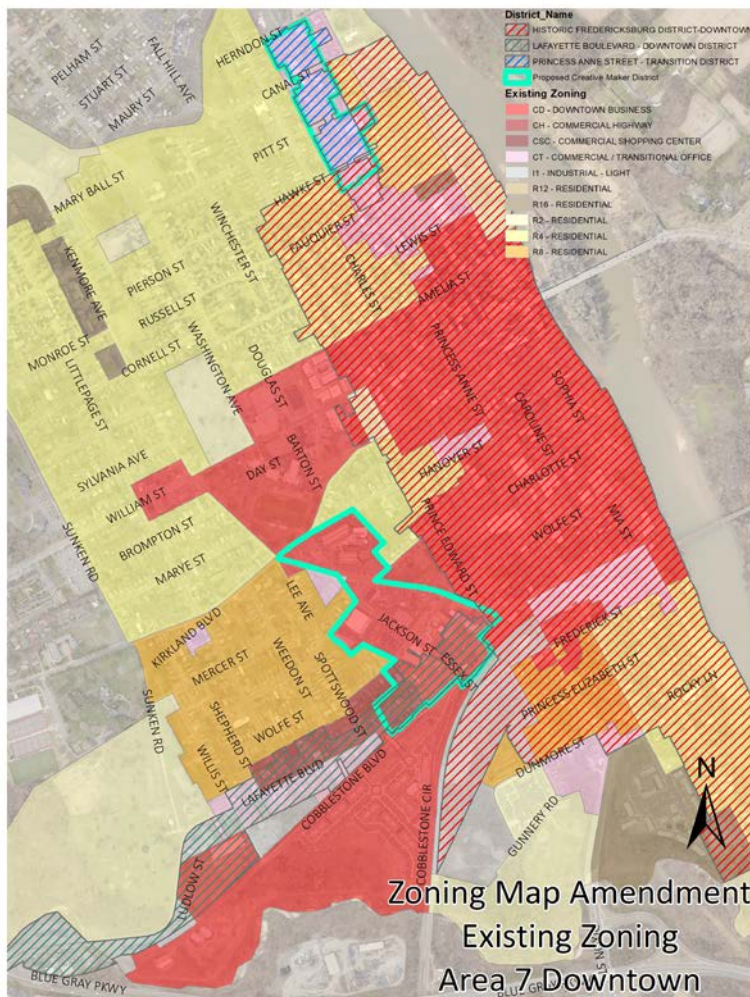 District_Name
HISTORIC FREDERICKSBURG DISTRICT-DOWNTOWN
LAFAYETTE BOULEVARD - DOWNTOWN DISTRICT
PRINCESS ANNE STREET - TRANSITION DISTRICT
Proposed Creative Maker District
Existing Zoning
CD - DOWNTOWN BUSINESS
CH - COMMERCIAL HIGHWAY
CSC - COMMERCIAL SHOPPING CENTER
CT - COMMERCIAL / TRANSITIONAL OFFICE
I1 - INDUSTRIAL - LIGHT
R12 - RESIDENTIAL
R16 - RESIDENTIAL
R2 - RESIDENTIAL
R4 - RESIDENTIAL
R8 - RESIDENTIAL
PELHAM ST
STUART ST
MAURY ST
FALL HILL AVE
HERNDON ST
CANAL ST
PITT ST
HAWKE ST
MARY BALL ST
WINCHESTER ST
FAUQUIER ST
LEWIS ST
KENMORE AVE
PIERSON ST
CHARLES ST
AMELIA ST
RUSSELL ST
MONROE ST
CORNELL ST
WASHINGTON AVE
DOUGLAS ST
PRINCESS ANNE ST
SOPHIA ST
LITTLEPAGE ST
CAROLINE ST
SYLVANIA AVE
DAY ST
BARTON ST
HANOVER ST
CHARLOTTE ST
WILLIAM ST
PRINCE EDWARD ST
WOLFE ST
MIA ST
BROMPTON ST
SUNKEN RD
MARYE ST
LEE AVE
KIRKLAND BLVD
JACKSON ST
FREDERICK ST
ESSEX ST
MERCER ST
WEEDON ST
SPOTTSWOOD ST
PRINCESS ELIZABETH ST
ROCKY LN
SUNKEN RD
SHEPHERD ST
WOLFE ST
WILLIS ST
DUNMORE ST
LAFAYETTE BLVD
COBBLESTONE BLVD
COBBLESTONE CIR
GUNNERY RD
N
LUDLOW ST
BLUE GRAY PKWY
Zoning Map Amendment
Existing Zoning
Area 7 Downtown